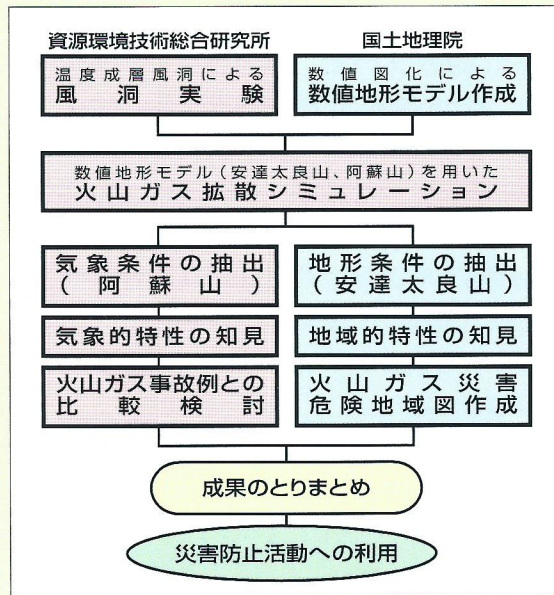 資源環境技術総合研究所
国土地理院
温度成層風洞による
風洞実験
数値図化による
数値地形モデル作成
数値地形モデル(安達太良山、阿蘇山)を用いた
火山ガス拡散シミュレーション
気象条件の抽出
(阿蘇山)
地形条件の抽出
(安達太良山)
気象的特性の知見
地域的特性の知見
火山ガス事故例との
比較検討
火山ガス災害
危険地域図作成
成果のとりまとめ
災害防止活動への利用